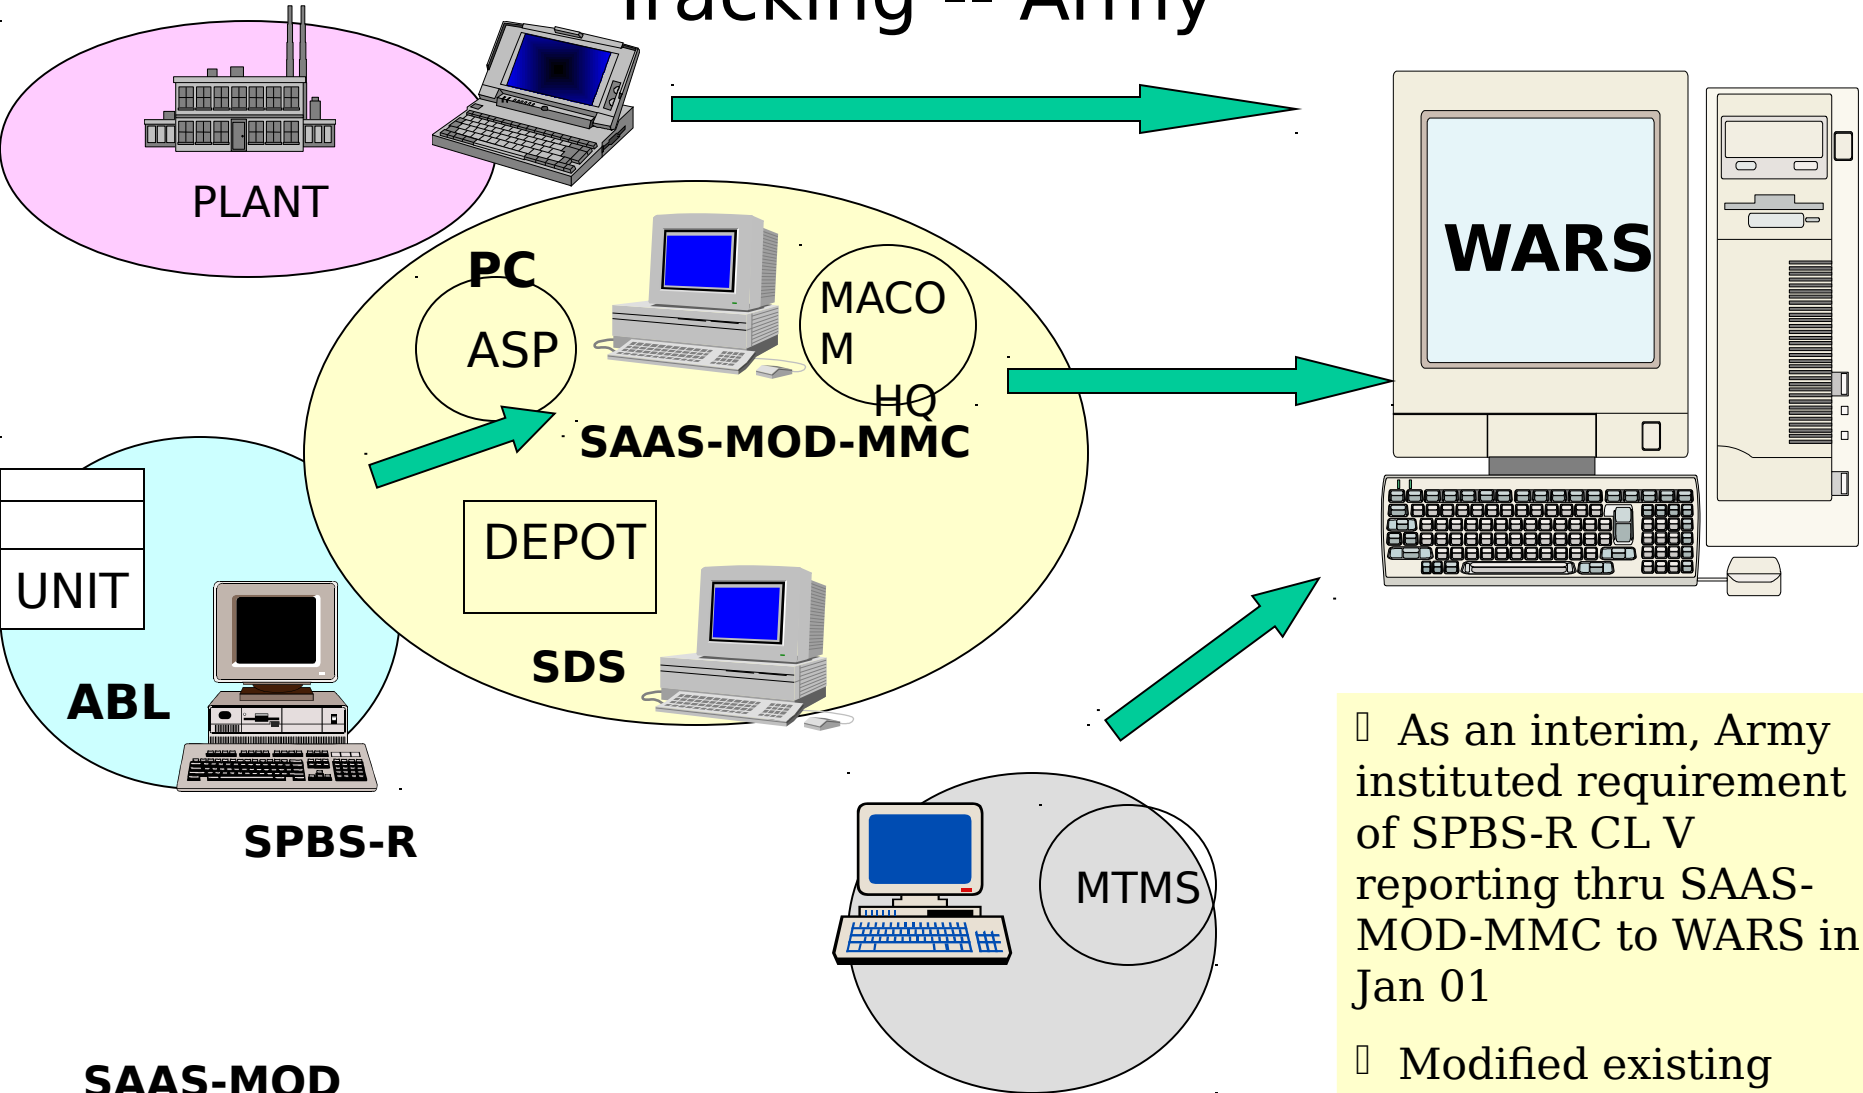 Tracking -- Army
PLANT
PC
ASP
MACO
M
HQ
SAAS-MOD-MMC
WARS
UNIT
DEPOT
ABL
SDS
SPBS-R
MTMS
SAAS-MOD
As an interim, Army
instituted requirement
of SPBS-R CL V
reporting thru SAAS-
MOD-MMC to WARS in
Jan 01
Modified existing